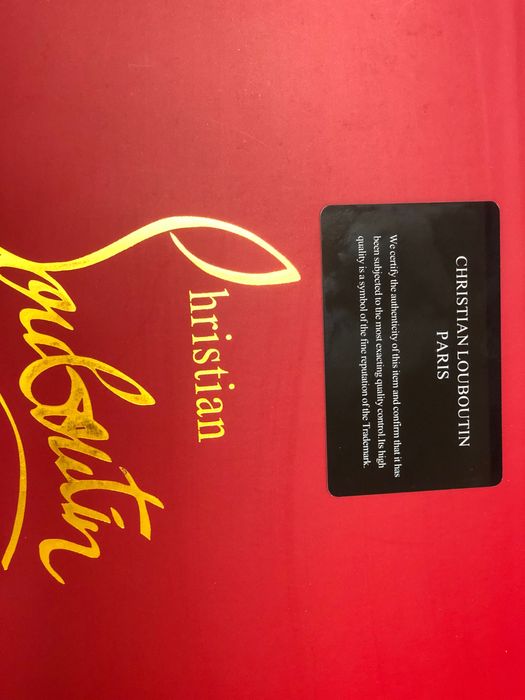 Christian
Louboutin
CHRISTIAN LOUBOUTIN
PARIS
We certify the authenticity of this item and confirm that it has
been subjected to the most exacting quality control.Its high
quality is a symbol of the fine reputation of the Trademark.